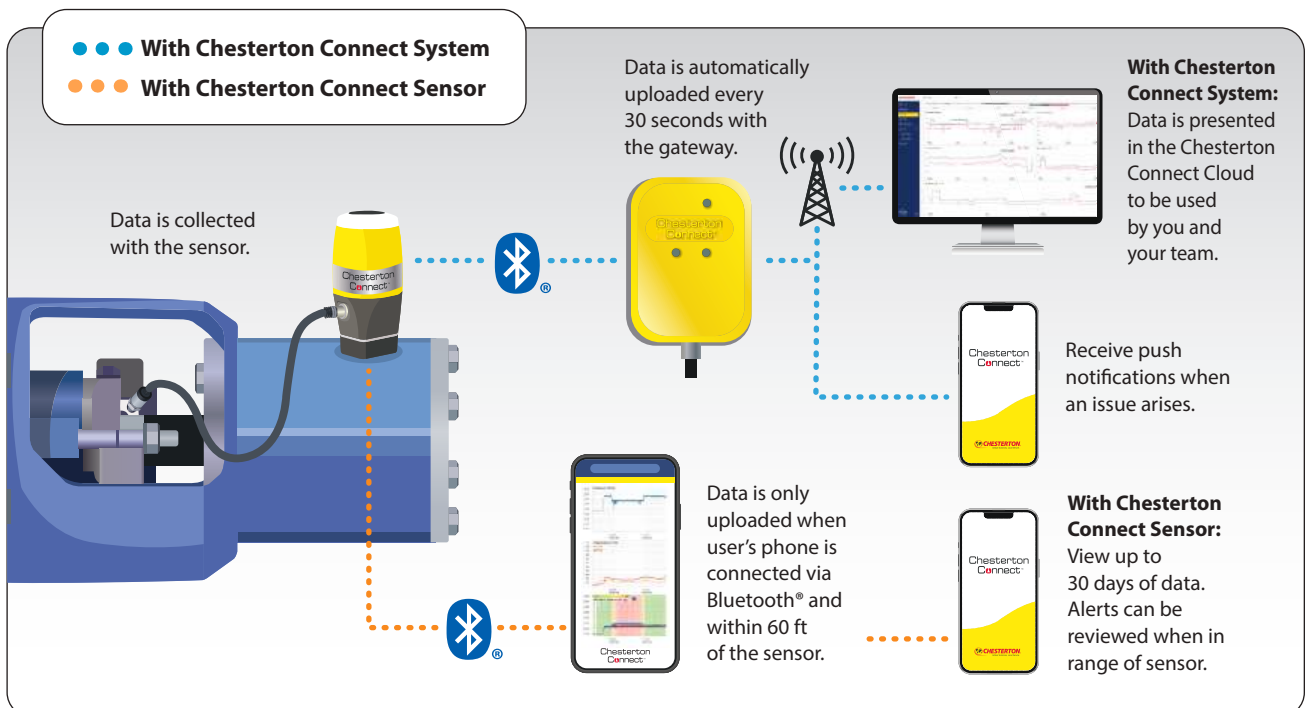 With Chesterton Connect System
With Chesterton Connect Sensor
Data is collected
with the sensor.
Chesterton
Connect™
®
Data is automatically
uploaded every
30 seconds with
the gateway.
Chesterton
Connect™
With Chesterton
Connect System:
Data is presented
in the Chesterton
Connect Cloud
to be used
by you and
your team.
Chesterton
Connect™
CHESTERTON
Receive push
notifications when
an issue arises.
®
Chesterton
Connect™
Data is only
uploaded when
user's phone is
connected via
Bluetooth® and
within 60 ft
of the sensor.
Chesterton
Connect™
CHESTERTON
With Chesterton
Connect Sensor:
View up to
30 days of data.
Alerts can be
reviewed when in
range of sensor.